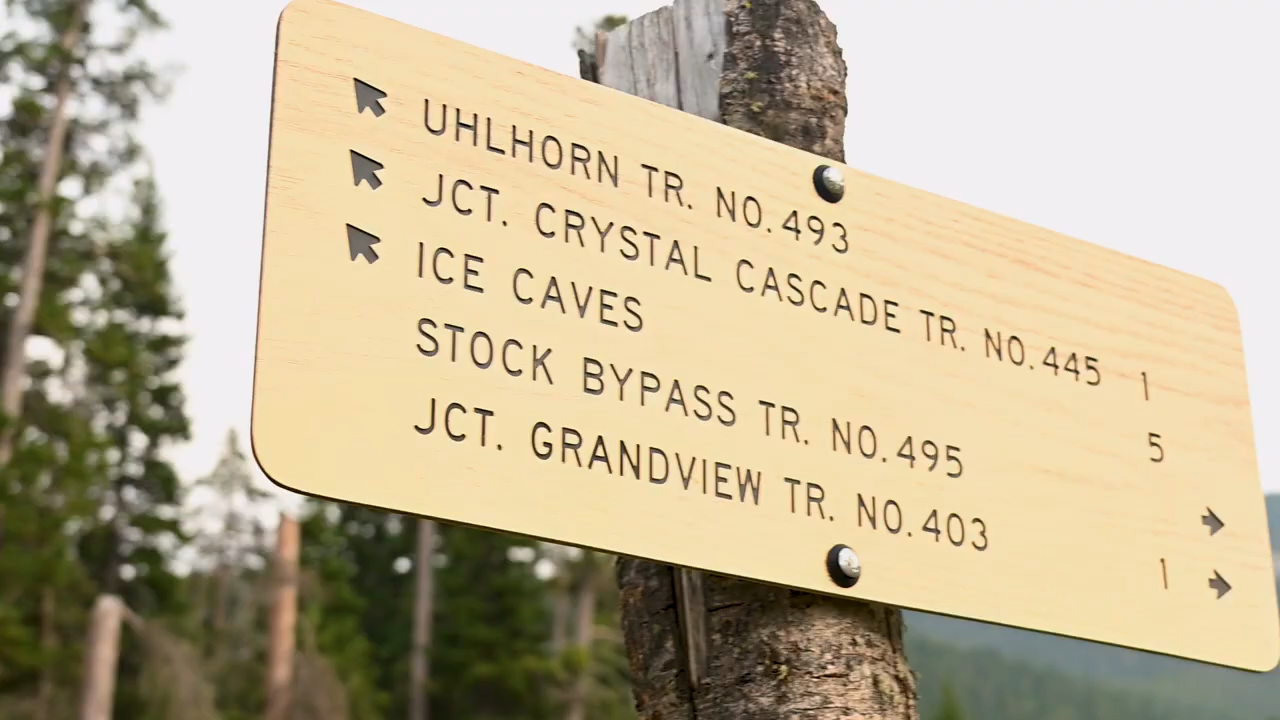 UHLHORN TR. NO. 493
JCT. CRYSTAL CASCADE TR. NO. 445 1
ICE CAVES 5
STOCK BYPASS TR. NO. 495
JCT. GRANDVIEW TR. NO. 403 1